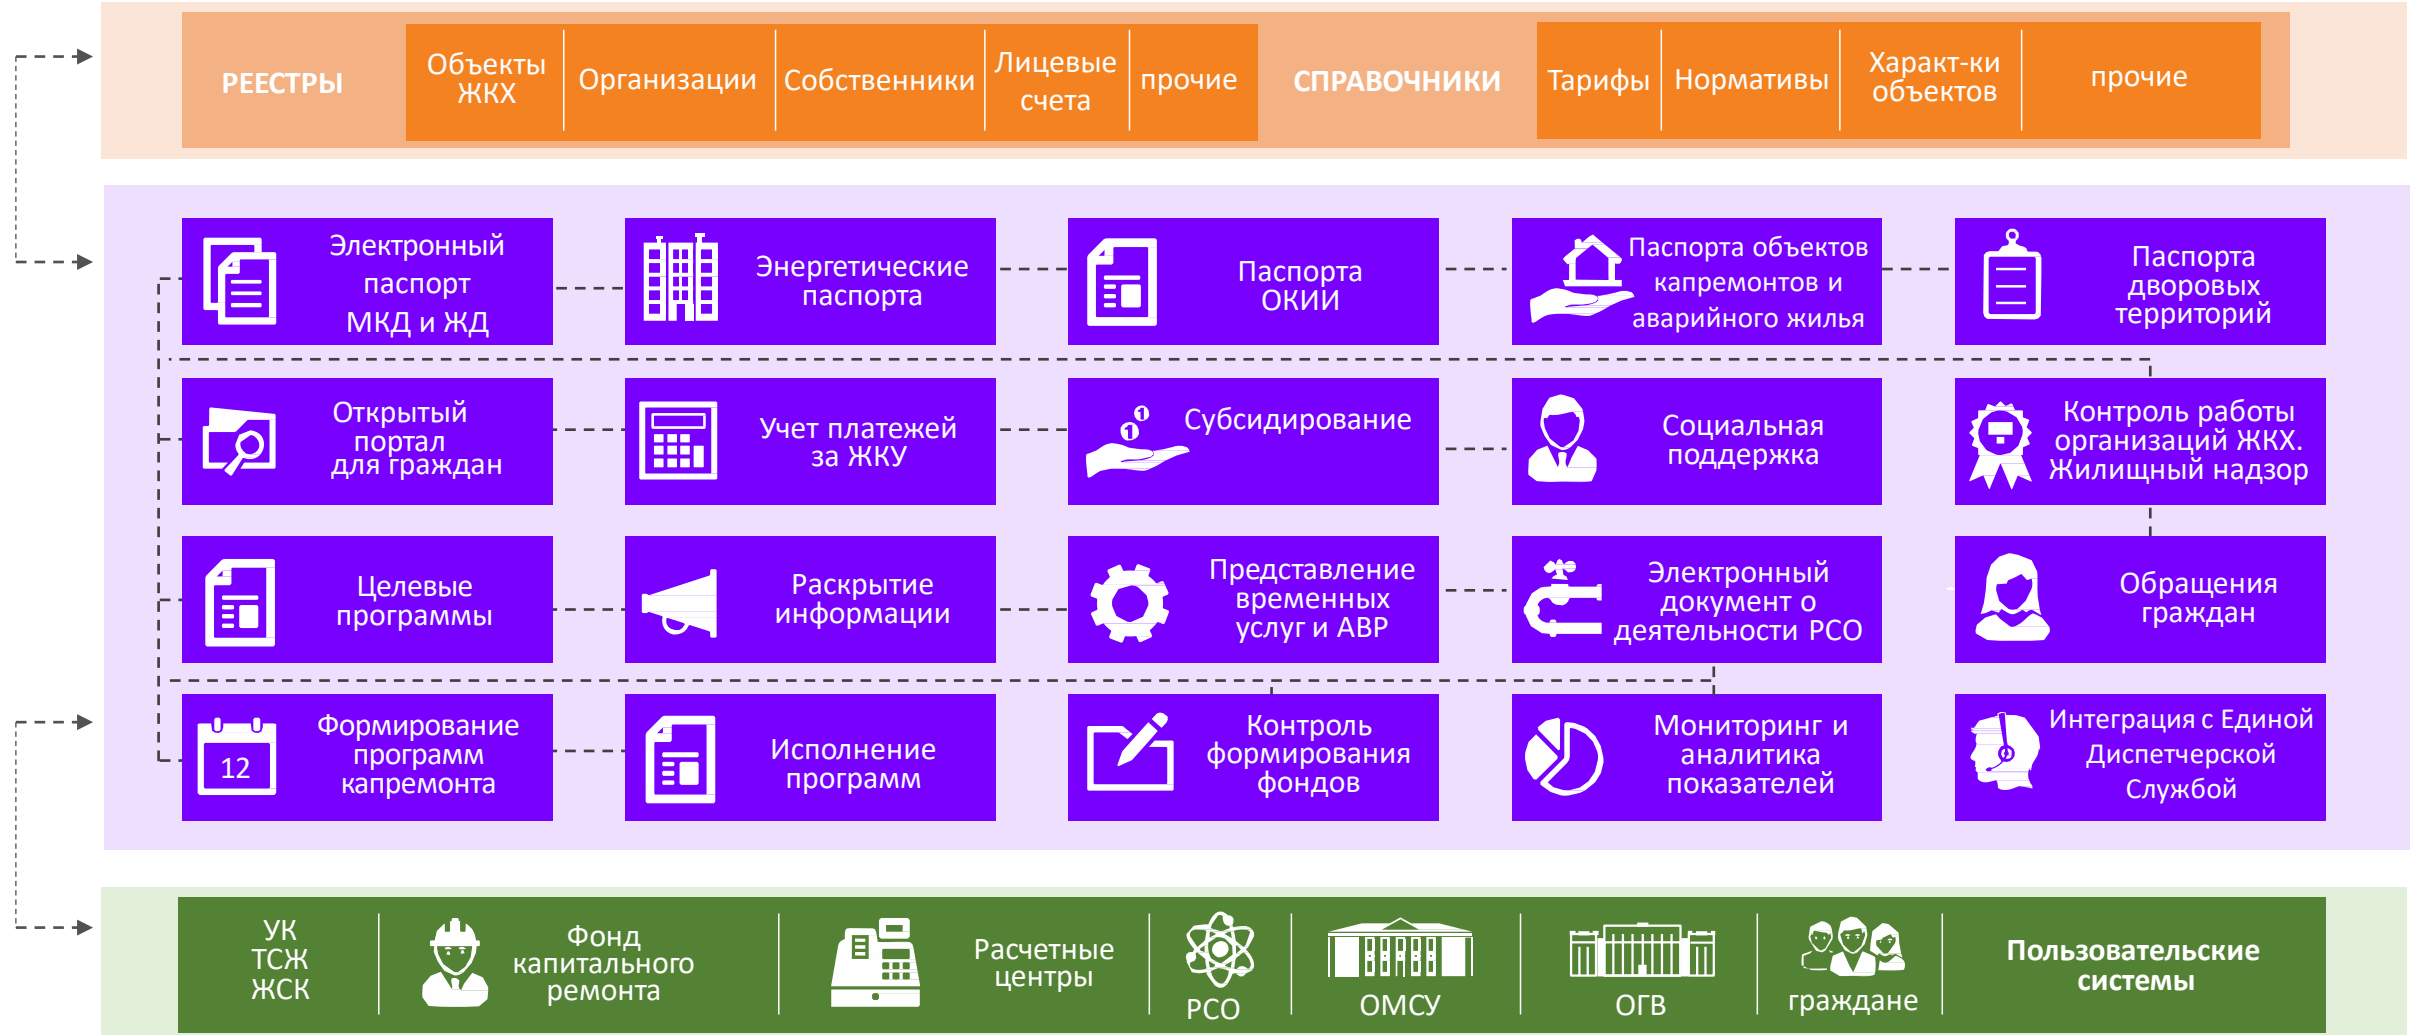 РЕЕСТРЫ
Объекты
ЖКХ
Организации
Собственники
Лицевые
счета
прочие
СПРАВОЧНИКИ
Тарифы
Нормативы
Характ-ки
объектов
прочие
Электронный
паспорт
МКД и ЖД
Энергетические
паспорта
Паспорта
ОКИИ
Паспорта объектов
капремонтов и
аварийного жилья
Паспорта
дворовых
территорий
Открытый
портал
для граждан
Учет платежей
за ЖКУ
1
1
Субсидирование
Социальная
поддержка
Контроль работы
организаций ЖКХ.
Жилищный надзор
Целевые
программы
Раскрытие
информации
Представление
временных
услуг и АВР
Электронный
документ о
деятельности РСО
Обращения
граждан
12
Формирование
программ
капремонта
Исполнение
программ
Контроль
формирования
фондов
Мониторинг и
аналитика
показателей
Интеграция с Единой
Диспетчерской
Службой
УК
ТСЖ
ЖСК
Фонд
капитального
ремонта
Расчетные
центры
РСО
ОМСУ
ОГВ
граждане
Пользовательские
системы